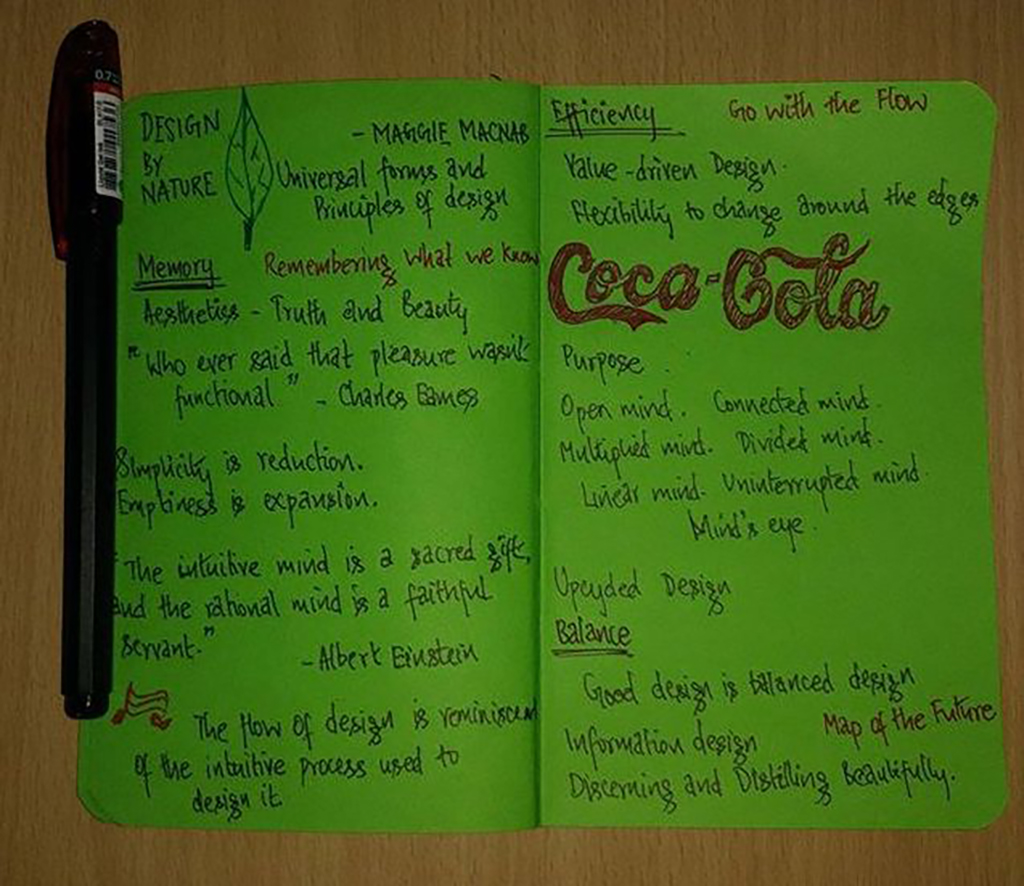 0.7
DESIGN
BY
NATURE
- MAGGIE MACNAB
Universal forms and
Principles of design
Memory Remembering what we know
Aesthetics - Truth and Beauty
"Who ever said that pleasure wasn't
functional" - Charles Eames
Simplicity is reduction.
Emptiness is expansion.
"The intuitive mind is a sacred gift,
and the rational mind is a faithful
servant."
- Albert Einstein
The flow of design is reminiscent
of the intuitive process used to
design it
Efficiency Go with the Flow
Value-driven Design.
Flexibility to change around the edges
Coca-Cola
Purpose.
Open mind. Connected mind.
Multiplied mind. Divided mind.
Linear mind. Uninterrupted mind.
Mind's eye.
Upcycled Design
Balance
Good design is balanced design
Map of the Future
Information design
Discerning and Distilling Beautifully.